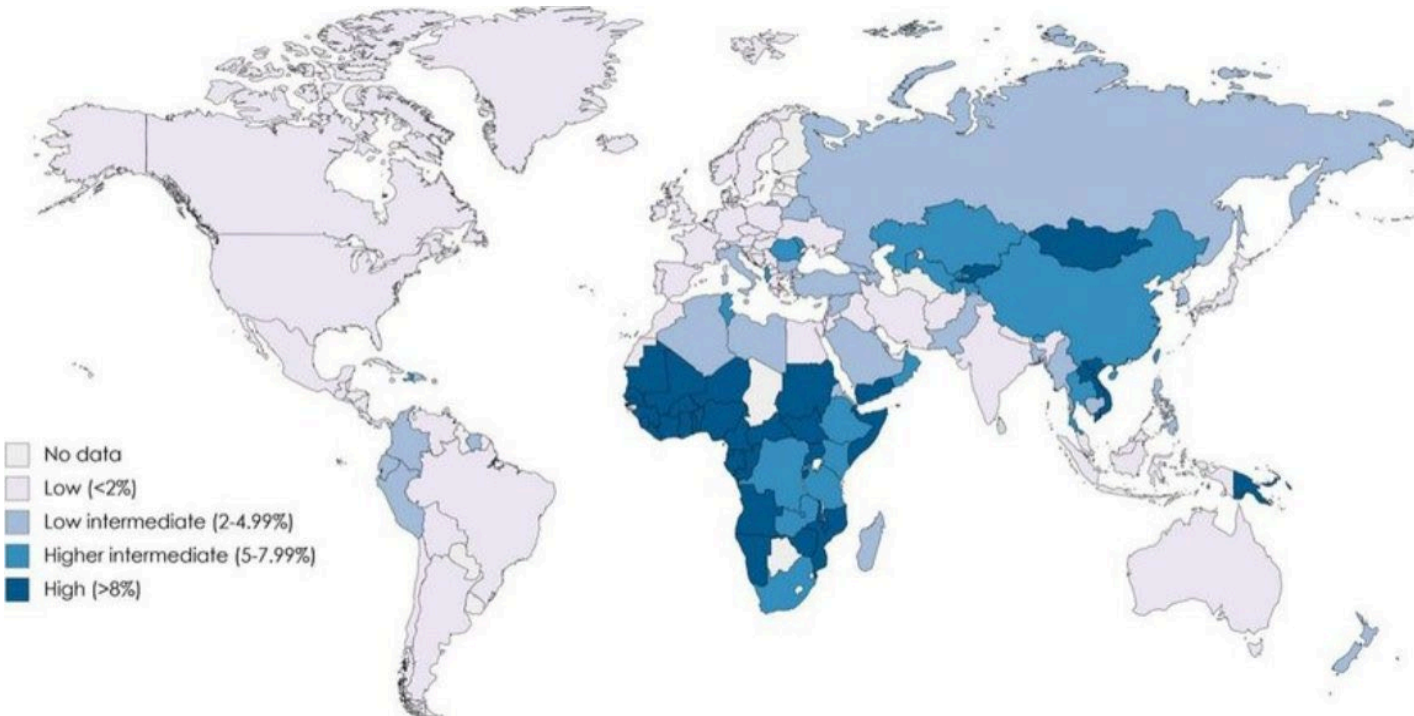 No data
Low (<2%)
Low intermediate (2-4.99%)
Higher intermediate (5-7.99%)
High (>8%)